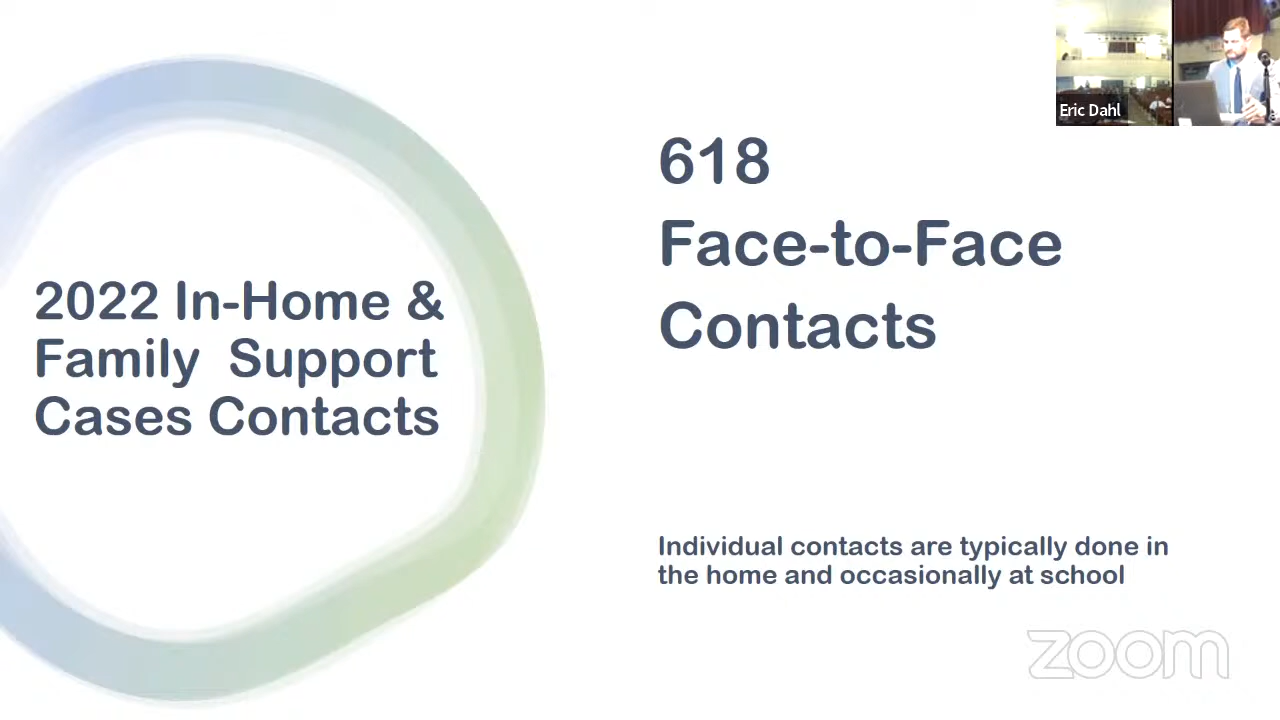 Eric Dahl
2022 In-Home &
Family Support
Cases Contacts
618
Face-to-Face
Contacts
Individual contacts are typically done in
the home and occasionally at school
zoom